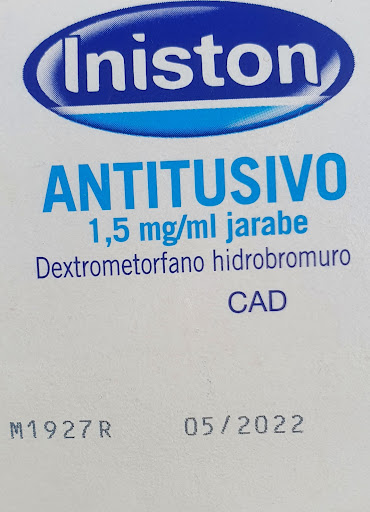 Iniston
ANTITUSIVO
1,5 mg/ml jarabe
Dextrometorfano hidrobromuro
CAD
M1927R 05/2022